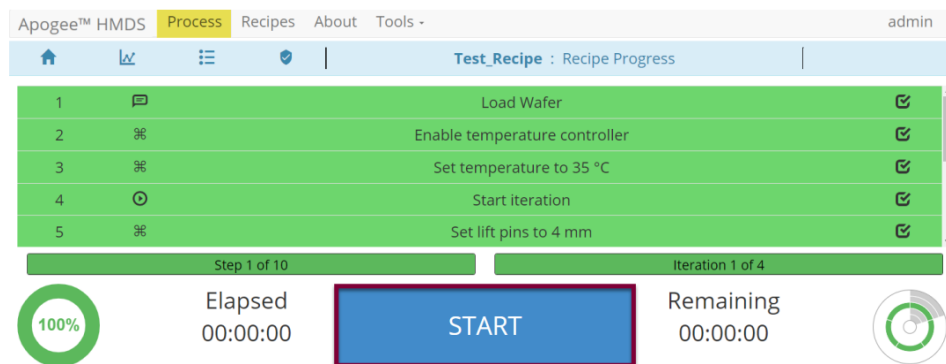 Apogee™ HMDS Process Recipes About Tools admin
Test_Recipe : Recipe Progress
1 Load Wafer
2 Enable temperature controller
3 Set temperature to 35 °C
4 Start iteration
5 Set lift pins to 4 mm
Step 1 of 10 Iteration 1 of 4
100% Elapsed START Remaining
00:00:00 00:00:00